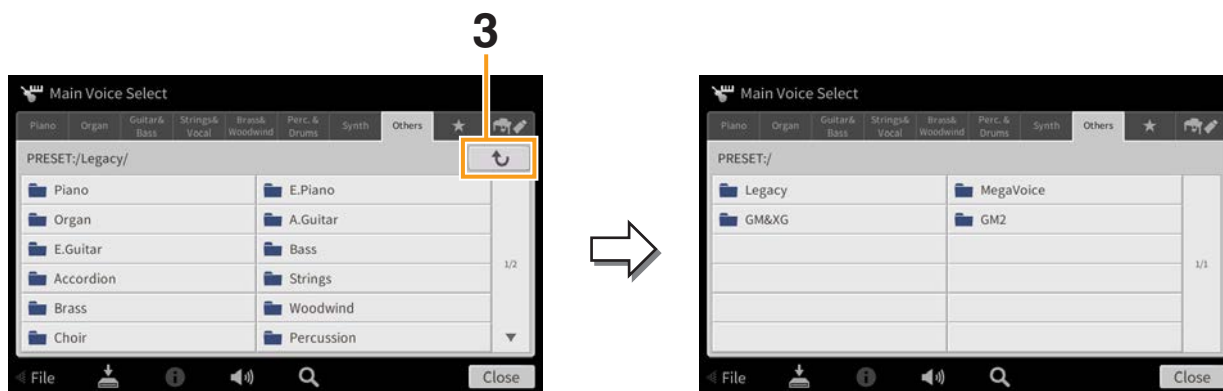 3
Main Voice Select
Piano Organ Guitar& Bass Strings& Vocal Brass& Woodwind Perc. & Drums Synth Others
PRESET:/Legacy/
Piano E.Piano
Organ A.Guitar
E.Guitar Bass
Accordion Strings
1/2
Brass Woodwind
Choir Percussion
File Close
Main Voice Select
Piano Organ Guitar& Bass Strings& Vocal Brass& Woodwind Perc. & Drums Synth Others
PRESET:/
Legacy MegaVoice
GM&XG GM2
1/1
File Close